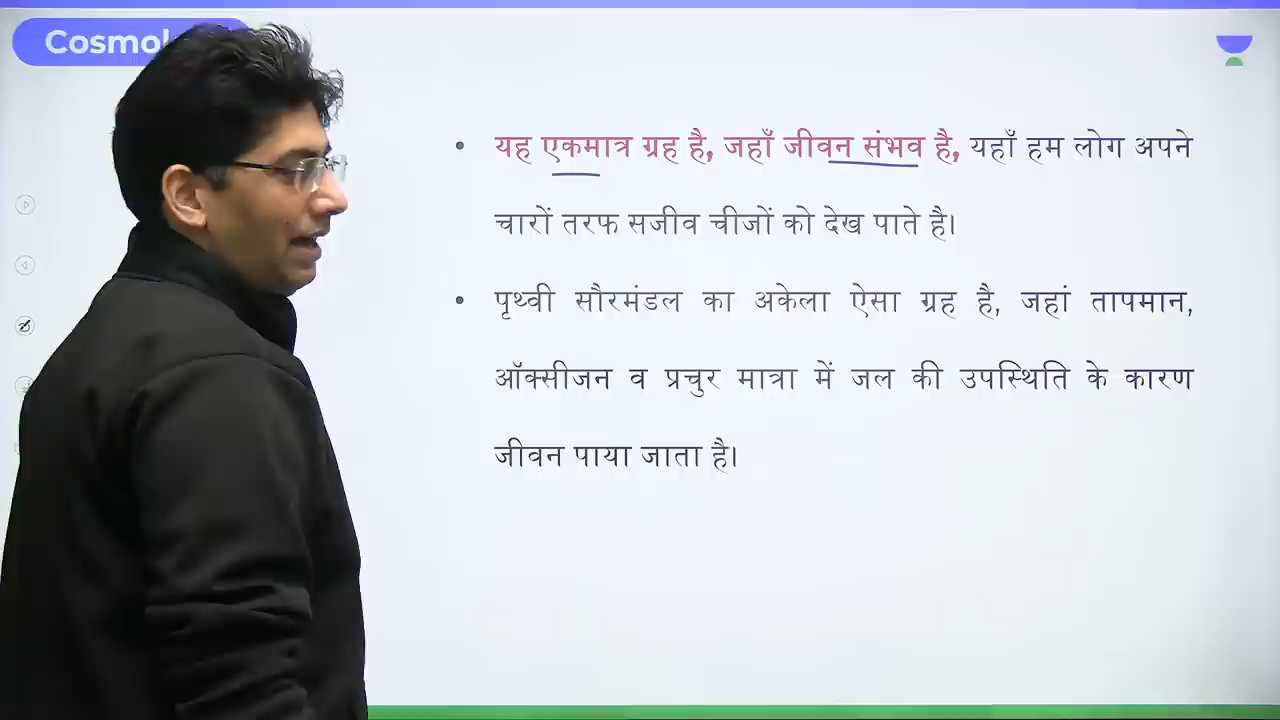 Cosmol
यह एकमात्र ग्रह है, जहाँ जीवन संभव है, यहाँ हम लोग अपने
चारों तरफ सजीव चीजों को देख पाते है।
पृथ्वी सौरमंडल का अकेला ऐसा ग्रह है, जहां तापमान,
ऑक्सीजन व प्रचुर मात्रा में जल की उपस्थिति के कारण
जीवन पाया जाता है।